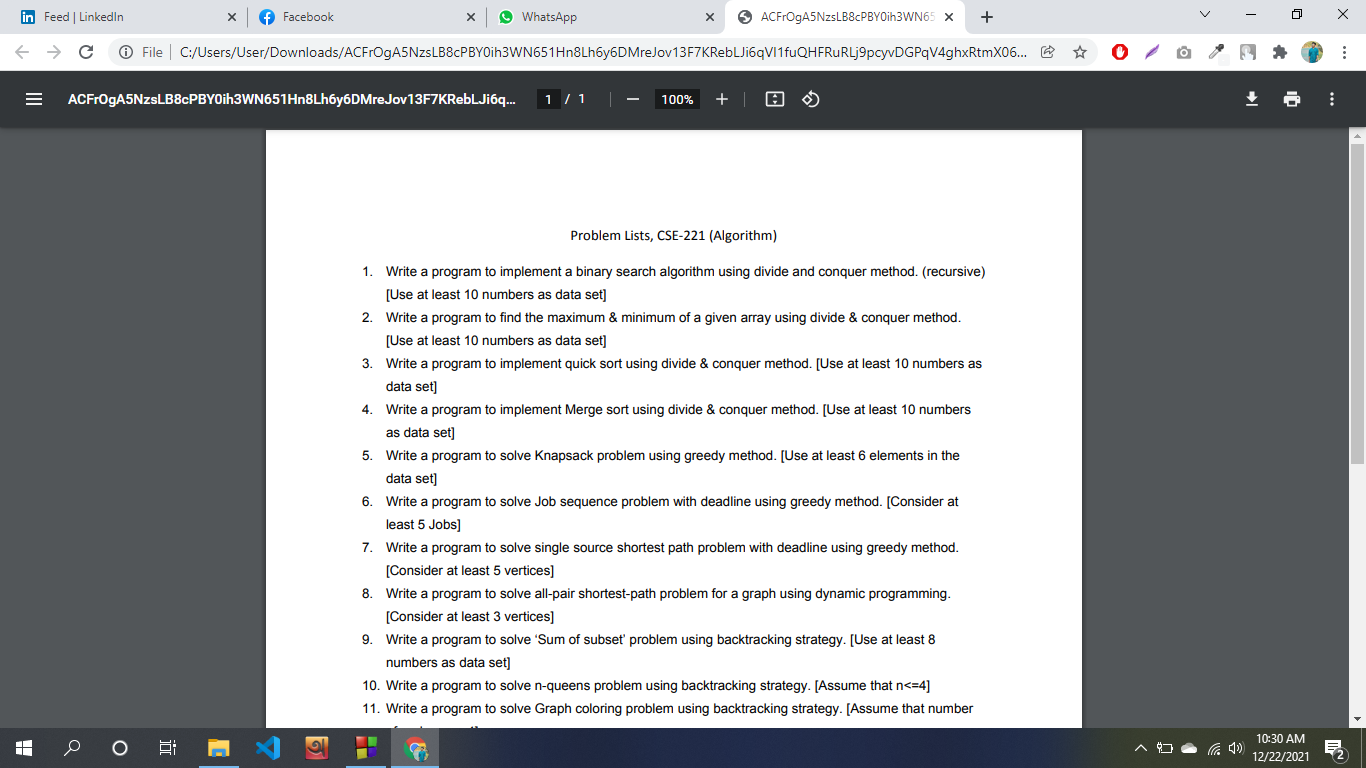 Feed | LinkedIn
Facebook
WhatsApp
ACFrOgA5NzsLB8cPBY0ih3WN65
File
C:/Users/User/Downloads/ACFrOgA5NzsLB8cPBY0ih3WN651Hn8Lh6y6DMreJov13F7KRebLJi6qVI1fuQHFRuRLj9pcyvDGPqV4ghxRtmX06...
ACFrOgA5NzsLB8cPBY0ih3WN651Hn8Lh6y6DMreJov13F7KRebLJi6q...
1 / 1
100%
Problem Lists, CSE-221 (Algorithm)
1. Write a program to implement a binary search algorithm using divide and conquer method. (recursive)
[Use at least 10 numbers as data set]
2. Write a program to find the maximum & minimum of a given array using divide & conquer method.
[Use at least 10 numbers as data set]
3. Write a program to implement quick sort using divide & conquer method. [Use at least 10 numbers as
data set]
4. Write a program to implement Merge sort using divide & conquer method. [Use at least 10 numbers
as data set]
5. Write a program to solve Knapsack problem using greedy method. [Use at least 6 elements in the
data set]
6. Write a program to solve Job sequence problem with deadline using greedy method. [Consider at
least 5 Jobs]
7. Write a program to solve single source shortest path problem with deadline using greedy method.
[Consider at least 5 vertices]
8. Write a program to solve all-pair shortest-path problem for a graph using dynamic programming.
[Consider at least 3 vertices]
9. Write a program to solve ‘Sum of subset’ problem using backtracking strategy. [Use at least 8
numbers as data set]
10. Write a program to solve n-queens problem using backtracking strategy. [Assume that n<=4]
11. Write a program to solve Graph coloring problem using backtracking strategy. [Assume that number
10:30 AM
12/22/2021
2